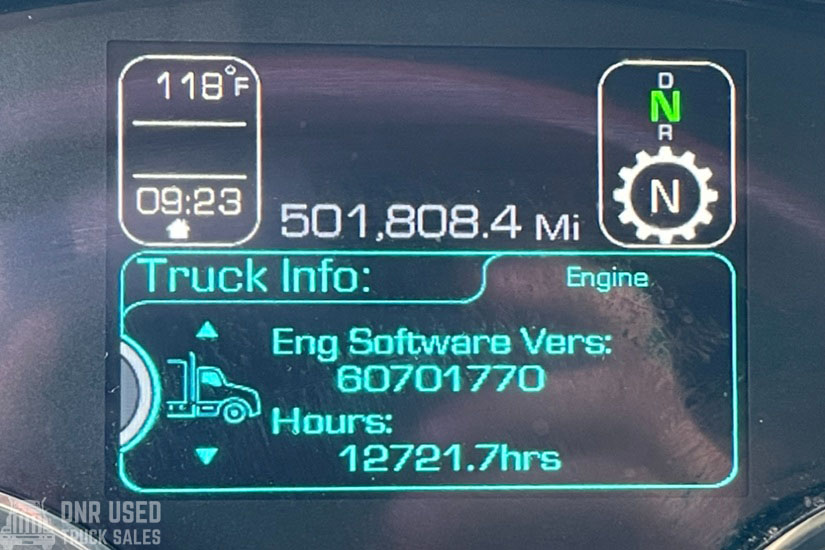 118°F
09:23
501,808.4 Mi
D
N
R
N
Truck Info:
Engine
Eng Software Vers:
60701770
Hours:
12721.7hrs
DNR USED
TRUCK SALES